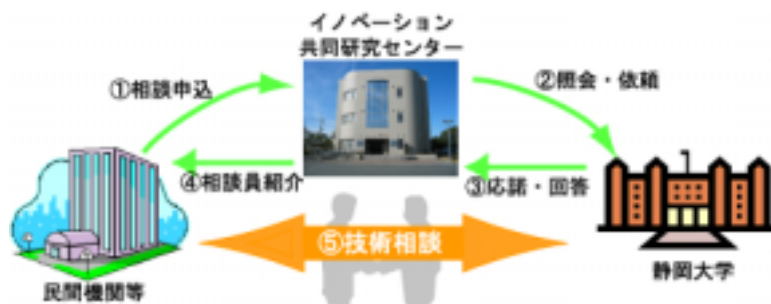 イノベーション
共同研究センター
①相談申込
②照会・依頼
④相談員紹介
③応諾・回答
⑤技術相談
民間機関等
静岡大学